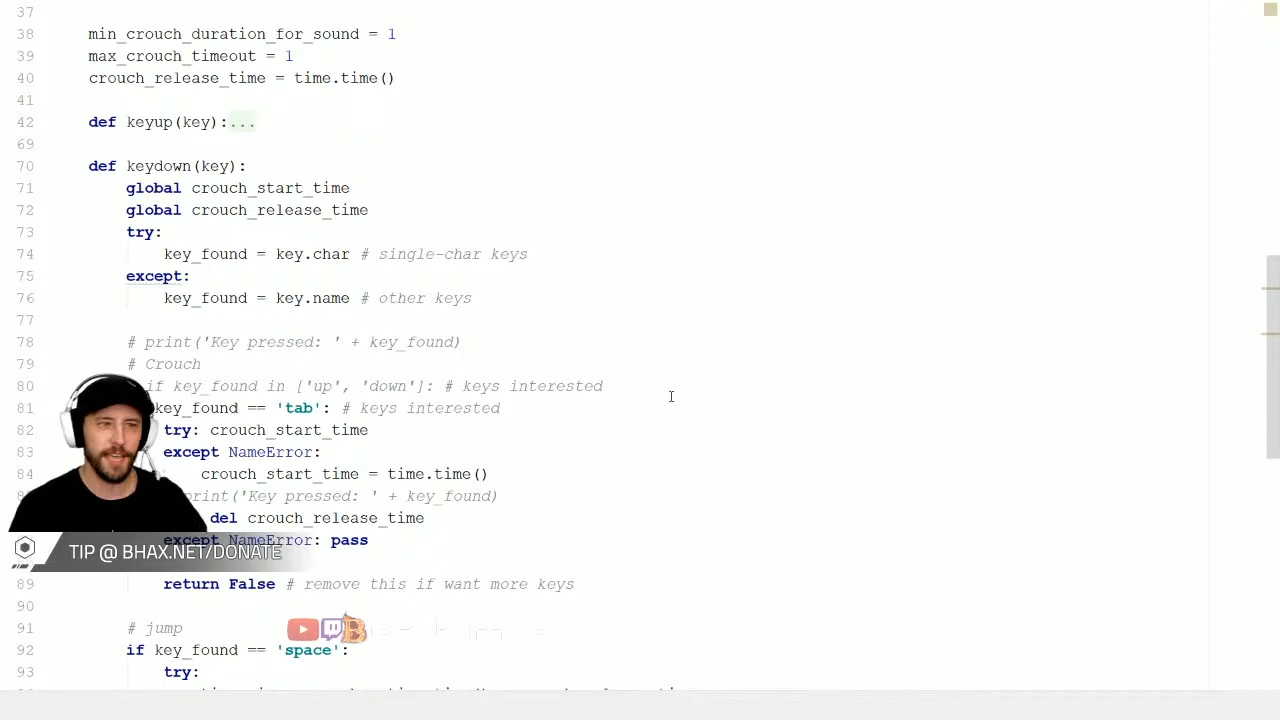 37
38 min_crouch_duration_for_sound = 1
39 max_crouch_timeout = 1
40 crouch_release_time = time.time()
41
42 def keyup(key):...
69
70 def keydown(key):
71 global crouch_start_time
72 global crouch_release_time
73 try:
74 key_found = key.char # single-char keys
75 except:
76 key_found = key.name # other keys
77
78 # print('Key pressed: ' + key_found)
79 # Crouch
80 if key_found in ['up', 'down']: # keys interested
81 key_found == 'tab': # keys interested
82 try: crouch_start_time
83 except NameError:
84 crouch_start_time = time.time()
print('Key pressed: ' + key_found)
del crouch_release_time
except NameError: pass
TIP @ BHAX.NET/DONATE
89 return False # remove this if want more keys
90
91 # jump
92 if key_found == 'space':
93 try: